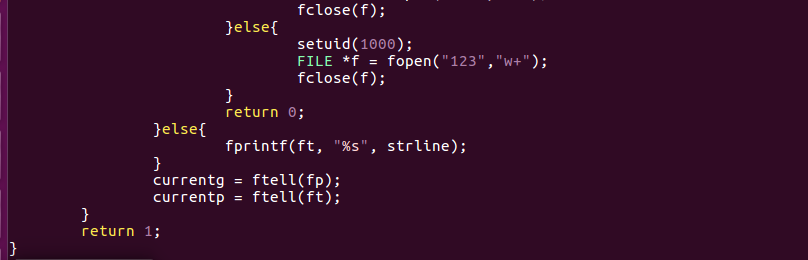 fclose(f);
}else{
setuid(1000);
FILE *f = fopen("123","w+");
fclose(f);
}
return 0;
}else{
fprintf(ft, "%s", strline);
}
currentg = ftell(fp);
currentp = ftell(ft);
}
return 1;
}